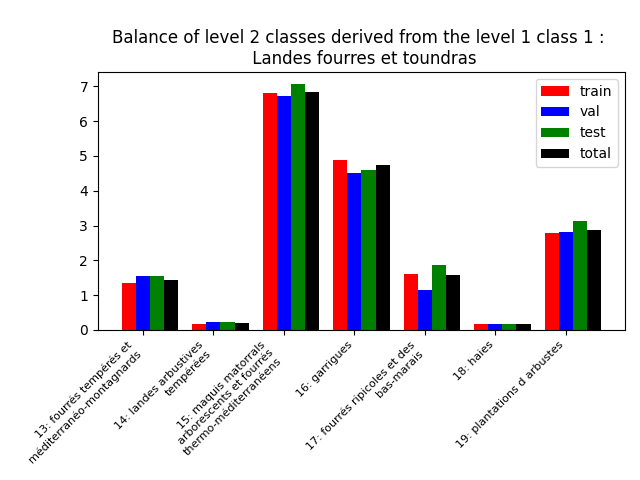 Balance of level 2 classes derived from the level 1 class 1 :
Landes fourres et toundras
7
6
5
4
3
2
1
0
train
val
test
total
13: fourrés tempérés et
méditerranéo-montagnards
14: landes arbustives
tempérées
15: maquis matorrals
arborescents et fourrés
thermo-méditerranéens
16: garrigues
17: fourrés ripicoles et des
bas-marais
18: haies
19: plantations d arbustes